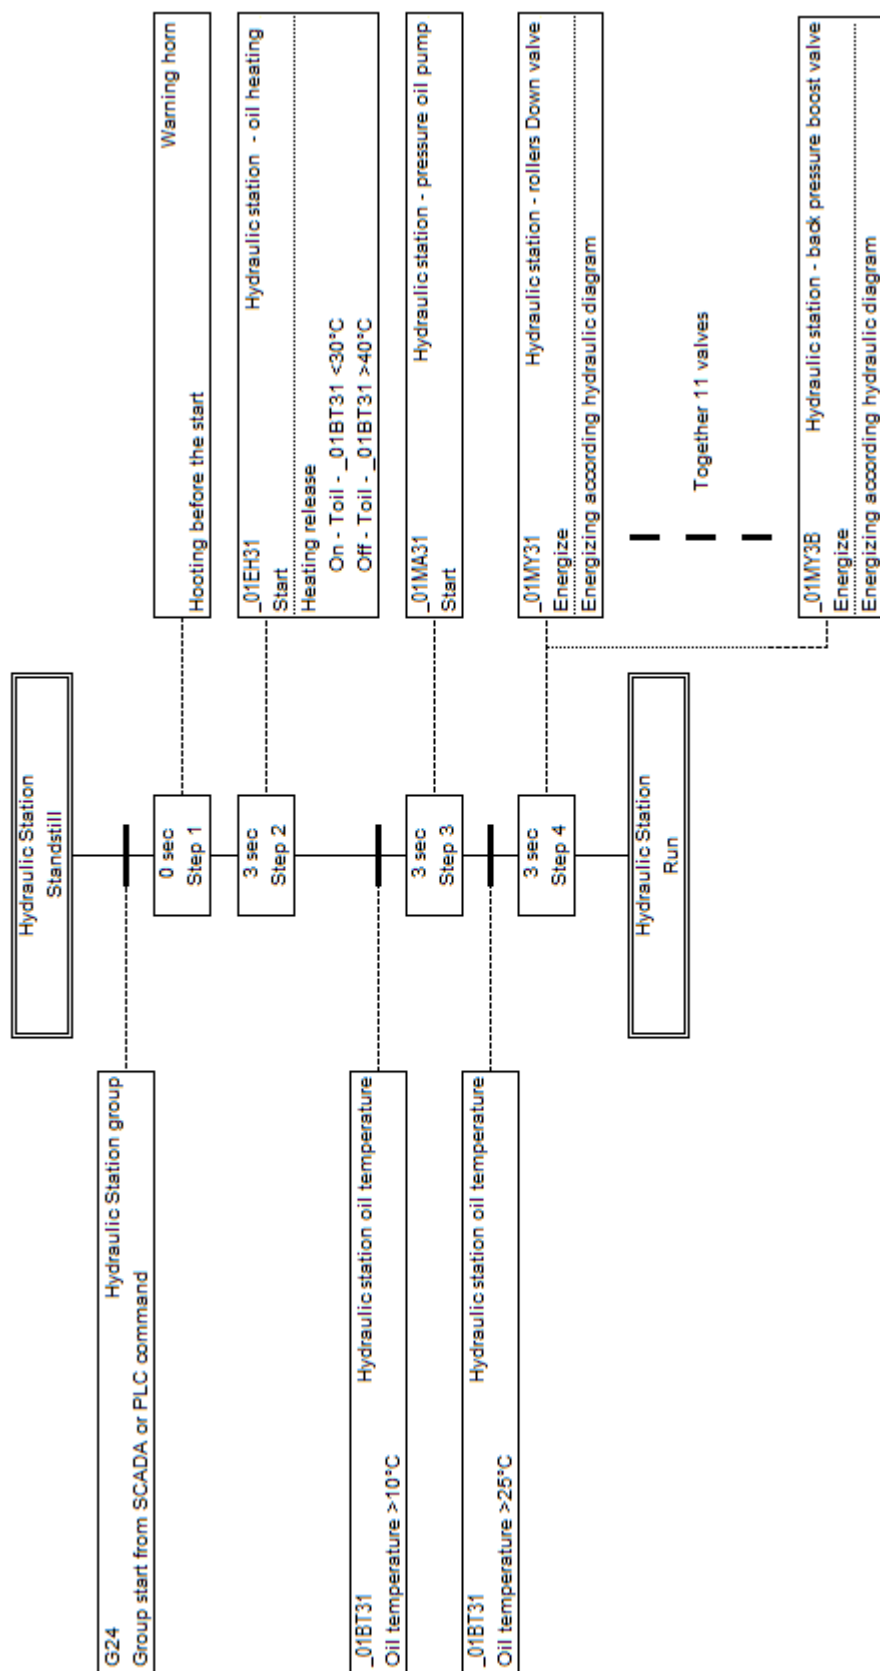 Hydraulic Station
Standstill
G24 Hydraulic Station group
Group start from SCADA or PLC command
0 sec
Step 1
Warning horn
Hooting before the start
3 sec
Step 2
_01EH31 Hydraulic station - oil heating
Start
Heating release
On - Toil - _01BT31 <30°C
Off - Toil - _01BT31 >40°C
_01BT31 Hydraulic station oil temperature
Oil temperature >10°C
3 sec
Step 3
_01MA31 Hydraulic station - pressure oil pump
Start
_01BT31 Hydraulic station oil temperature
Oil temperature >25°C
3 sec
Step 4
_01MY31 Hydraulic station - rollers Down valve
Energize
Energizing according hydraulic diagram
Together 11 valves
_01MY3B Hydraulic station - back pressure boost valve
Energize
Energizing according hydraulic diagram
Hydraulic Station
Run